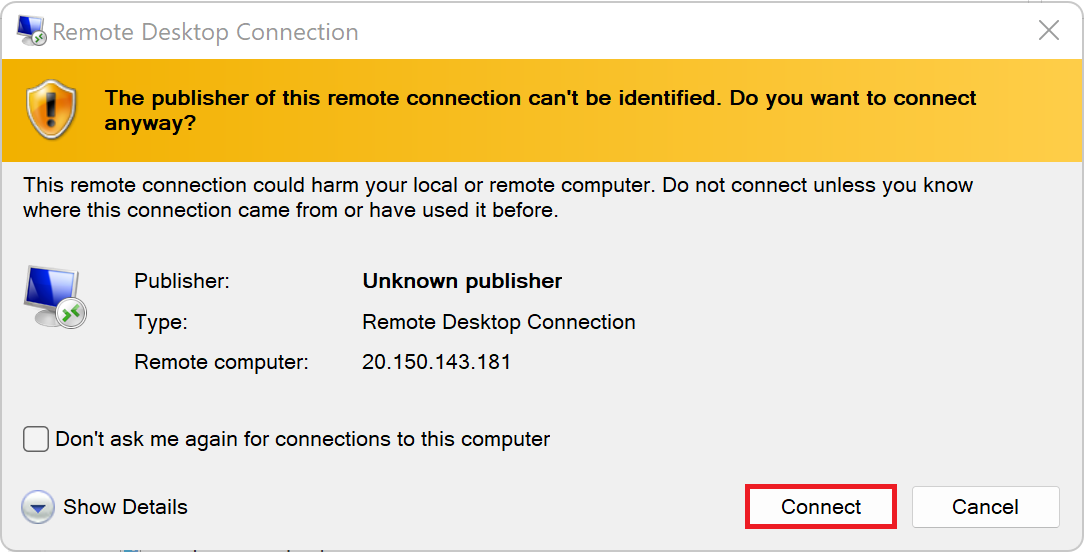 Remote Desktop Connection
The publisher of this remote connection can't be identified. Do you want to connect
anyway?
This remote connection could harm your local or remote computer. Do not connect unless you know
where this connection came from or have used it before.
Publisher: Unknown publisher
Type: Remote Desktop Connection
Remote computer: 20.150.143.181
Don't ask me again for connections to this computer
Show Details Connect Cancel